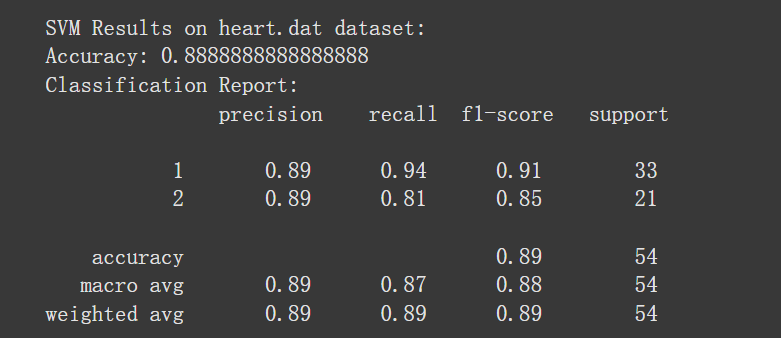 SVM Results on heart.dat dataset:
Accuracy: 0.8888888888888888
Classification Report:
precision recall f1-score support
1 0.89 0.94 0.91 33
2 0.89 0.81 0.85 21
accuracy 0.89 54
macro avg 0.89 0.87 0.88 54
weighted avg 0.89 0.89 0.89 54